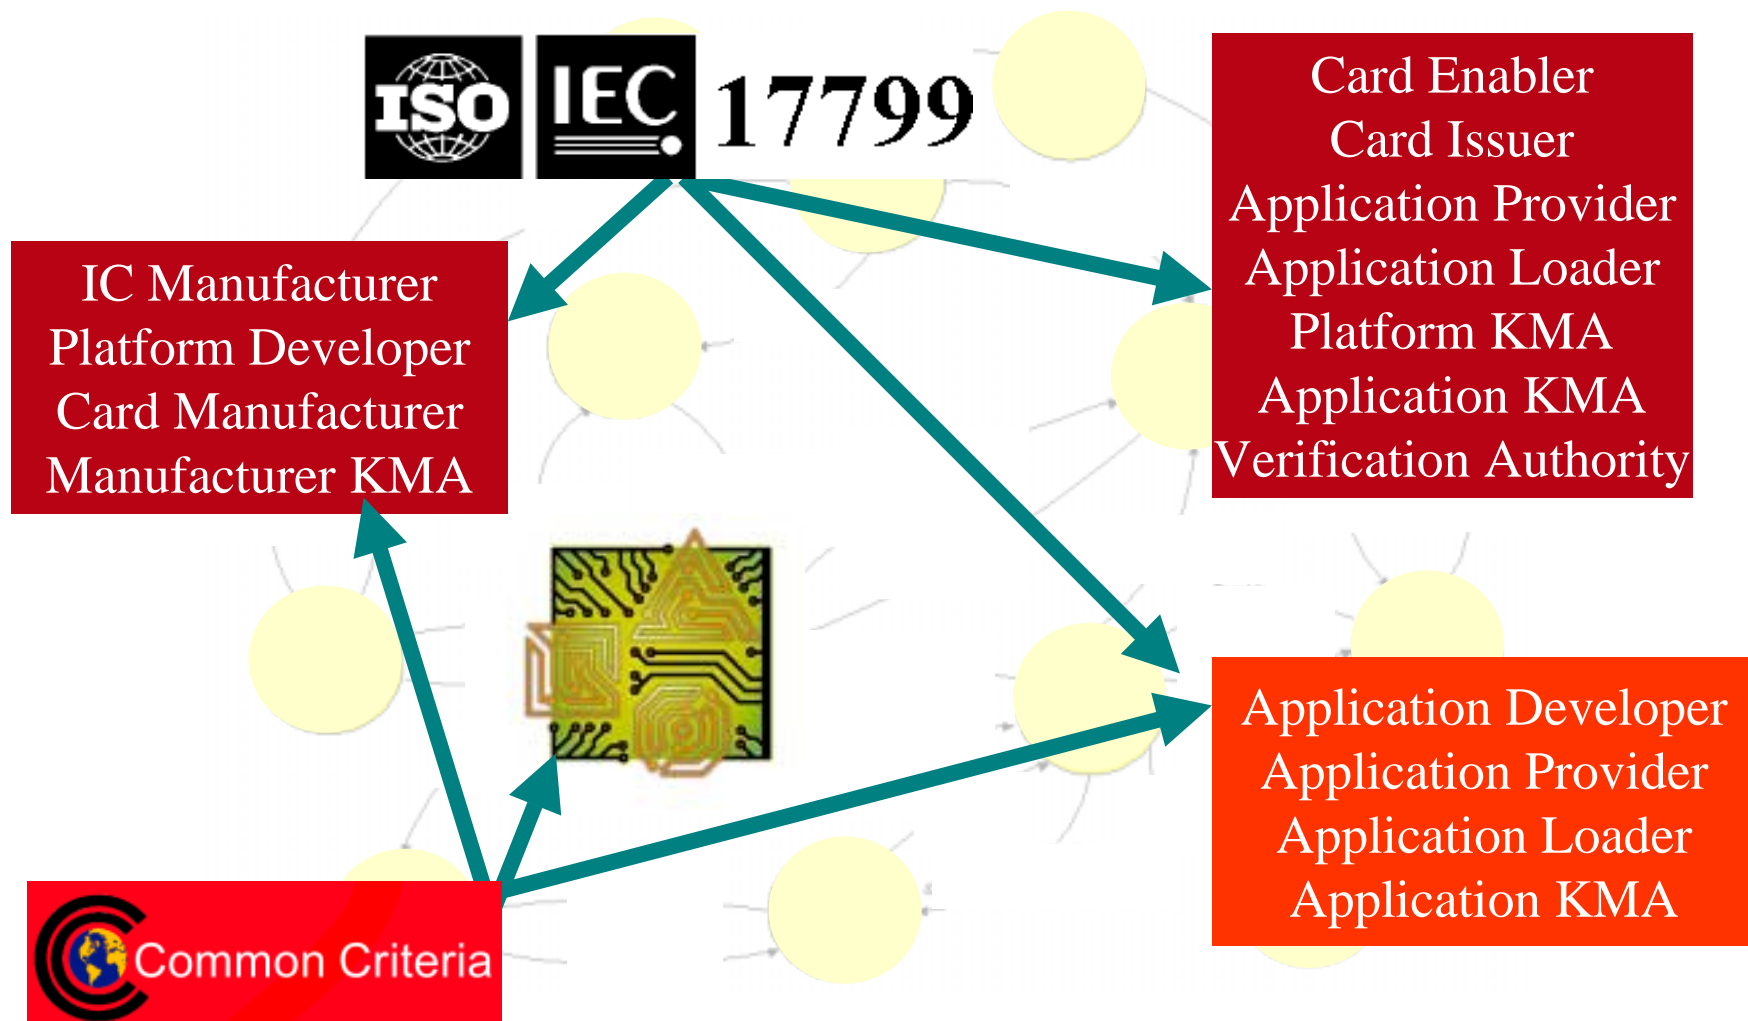 ISO IEC 17799
Card Enabler
Card Issuer
Application Provider
Application Loader
Platform KMA
Application KMA
Verification Authority
IC Manufacturer
Platform Developer
Card Manufacturer
Manufacturer KMA
Application Developer
Application Provider
Application Loader
Application KMA
Common Criteria